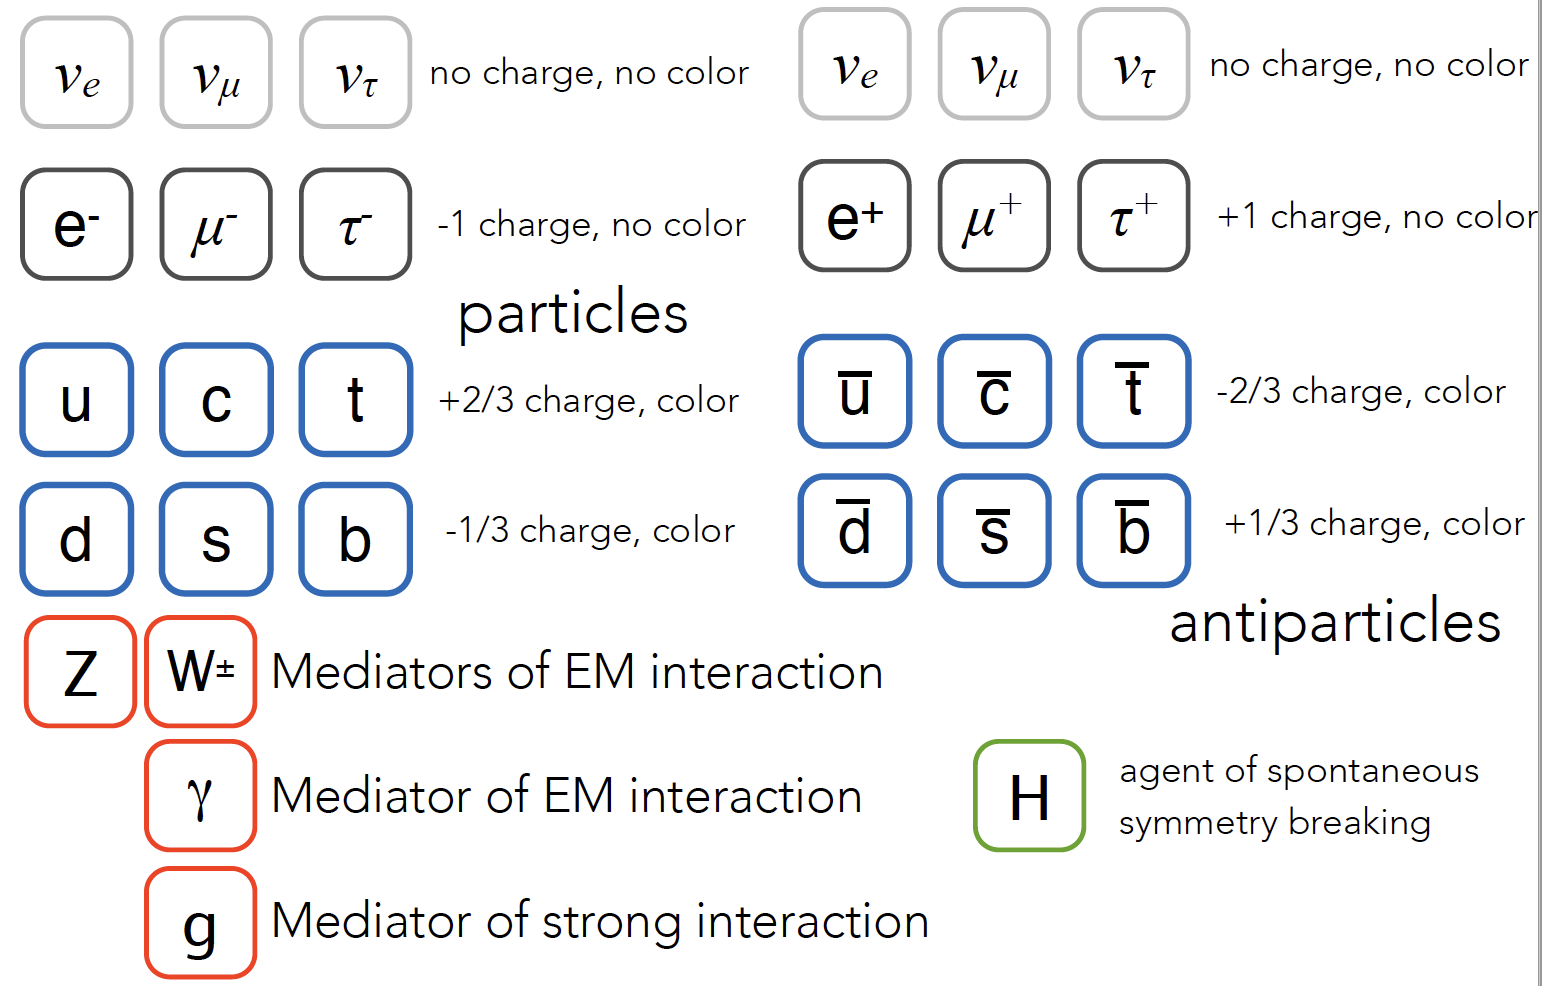 νe νμ ντ no charge, no color
νe νμ ντ no charge, no color
e- μ- τ- -1 charge, no color
e+ μ+ τ+ +1 charge, no color
particles
u c t +2/3 charge, color
u̅ c̅ t̅ -2/3 charge, color
d s b -1/3 charge, color
d̅ s̅ b̅ +1/3 charge, color
antiparticles
Z W± Mediators of EM interaction
γ Mediator of EM interaction
H agent of spontaneous
symmetry breaking
g Mediator of strong interaction